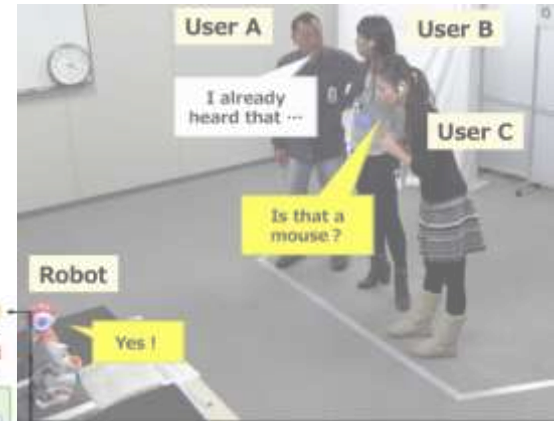 User A
User B
I already
heard that …
User C
Is that a
mouse ?
Robot
Yes !